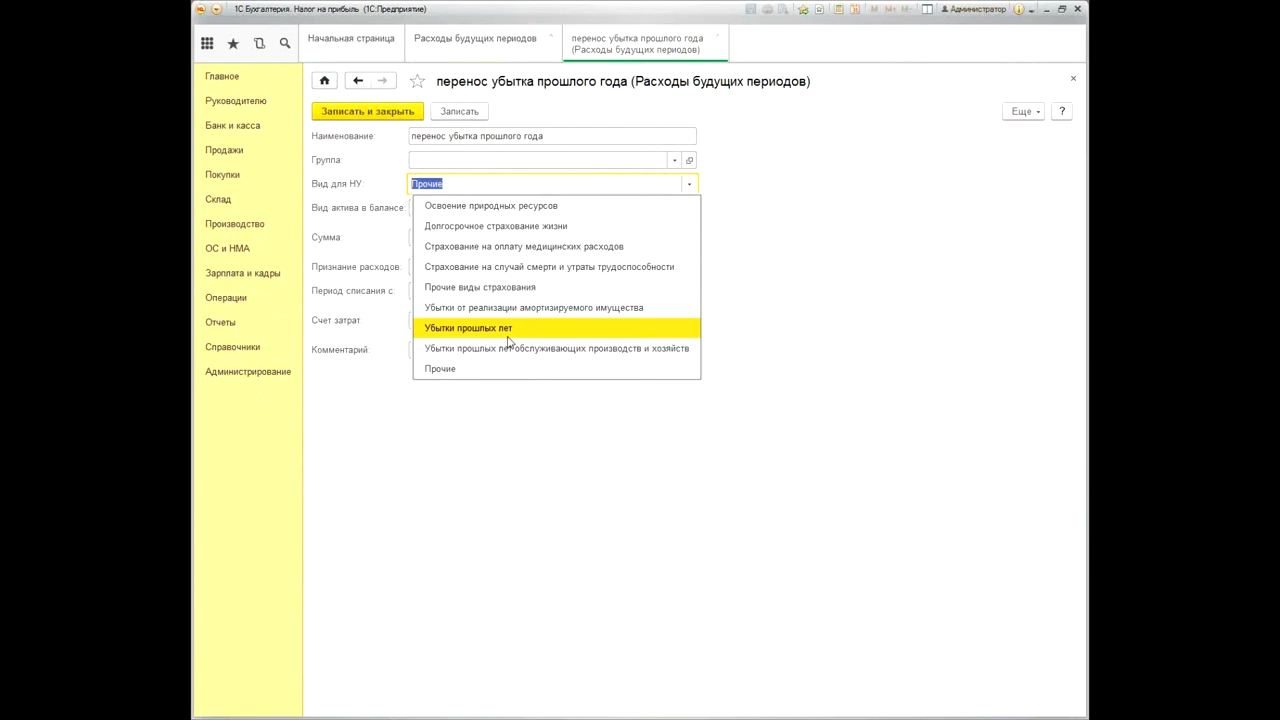 1С Бухгалтерия. Налог на прибыль (1С:Предприятие)
M M+ M-
Администратор
Начальная страница
Расходы будущих периодов
перенос убытка прошлого года
(Расходы будущих периодов)
Главное
Руководителю
Банк и касса
Продажи
Покупки
Склад
Производство
ОС и НМА
Зарплата и кадры
Операции
Отчеты
Справочники
Администрирование
перенос убытка прошлого года (Расходы будущих периодов)
Записать и закрыть
Записать
Еще
?
Наименование:
перенос убытка прошлого года
Группа:
Вид для НУ:
Прочие
Вид актива в балансе:
Сумма
Признание расходов:
Период списания с:
Счет затрат
Комментарий:
Освоение природных ресурсов
Долгосрочное страхование жизни
Страхование на оплату медицинских расходов
Страхование на случай смерти и утраты трудоспособности
Прочие виды страхования
Убытки от реализации амортизируемого имущества
Убытки прошлых лет
Убытки прошлых лет обслуживающих производств и хозяйств
Прочие